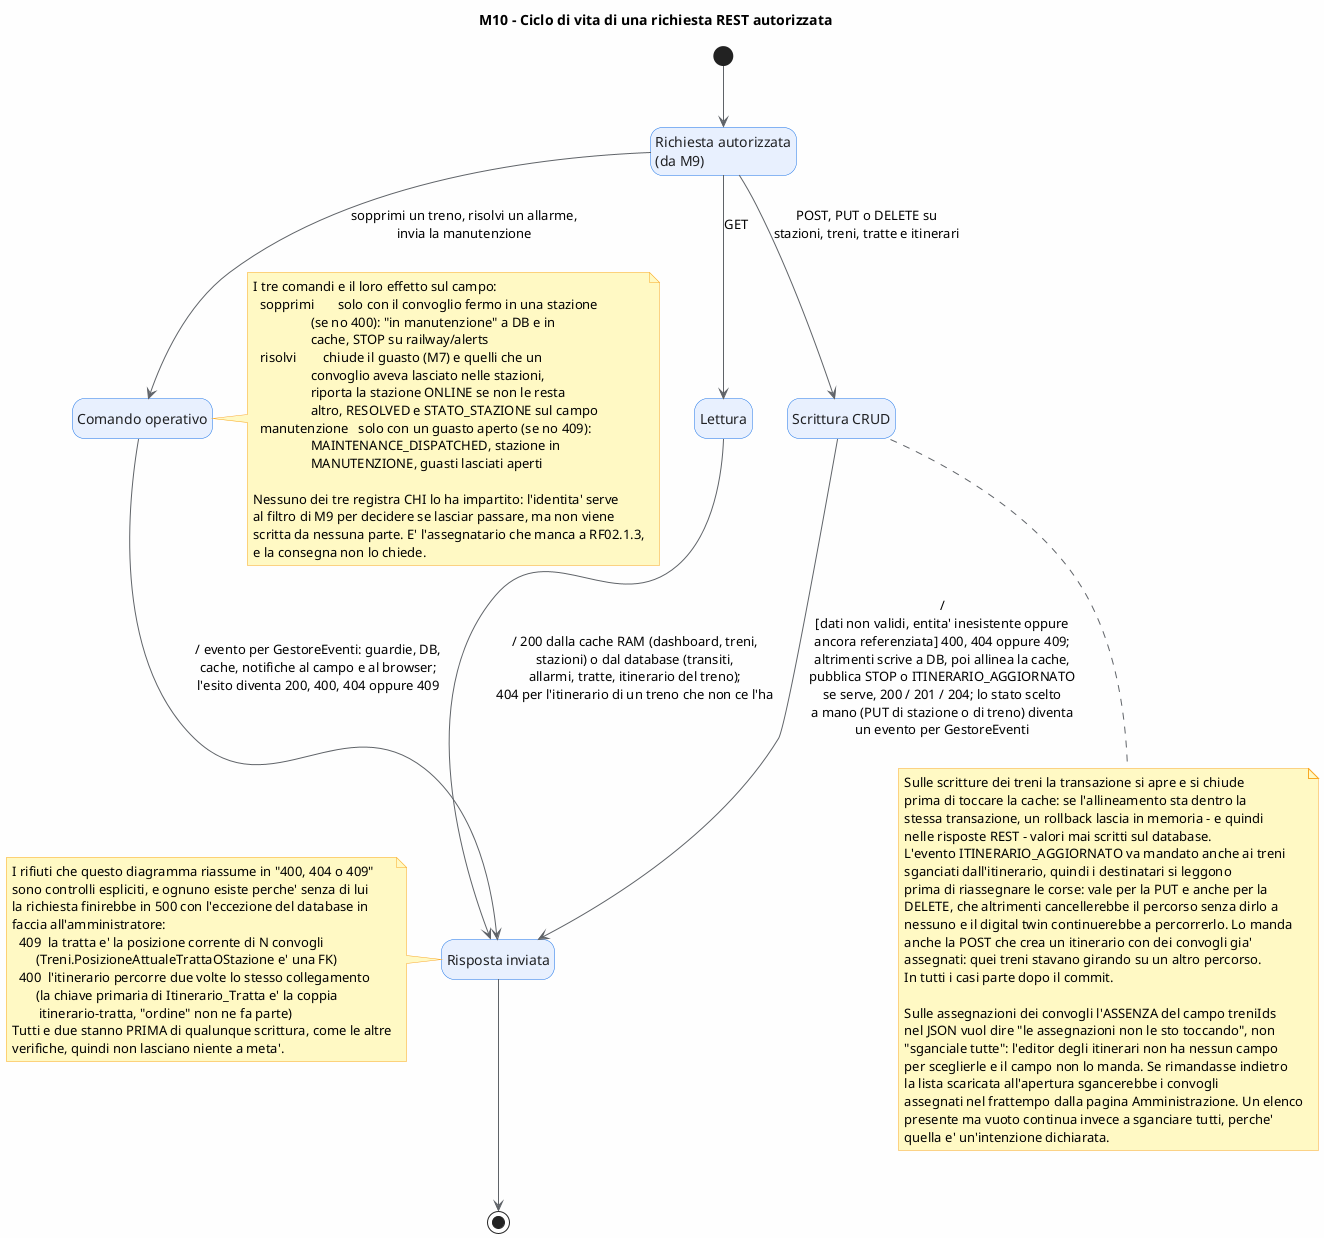 M10 - Ciclo di vita di una richiesta REST autorizzata
Richiesta autorizzata
(da M9)
sopprimi un treno, risolvi un allarme,
invia la manutenzione
GET
POST, PUT o DELETE su
stazioni, treni, tratte e itinerari
I tre comandi e il loro effetto sul campo:
sopprimi solo con il convoglio fermo in una stazione
(se no 400): "in manutenzione" a DB e in
cache, STOP su railway/alerts
risolvi chiude il guasto (M7) e quelli che un
convoglio aveva lasciato nelle stazioni,
riporta la stazione ONLINE se non le resta
altro, RESOLVED e STATO_STAZIONE sul campo
manutenzione solo con un guasto aperto (se no 409):
MAINTENANCE_DISPATCHED, stazione in
MANUTENZIONE, guasti lasciati aperti
Nessuno dei tre registra CHI lo ha impartito: l'identita' serve
al filtro di M9 per decidere se lasciar passare, ma non viene
scritta da nessuna parte. E' l'assegnatario che manca a RF02.1.3,
e la consegna non lo chiede.
Comando operativo
Lettura
Scrittura CRUD
/ evento per GestoreEventi: guardie, DB,
cache, notifiche al campo e al browser;
l'esito diventa 200, 400, 404 oppure 409
/ 200 dalla cache RAM (dashboard, treni,
stazioni) o dal database (transiti,
allarmi, tratte, itinerario del treno);
404 per l'itinerario di un treno che non ce l'ha
/
[dati non validi, entita' inesistente oppure
ancora referenziata] 400, 404 oppure 409;
altrimenti scrive a DB, poi allinea la cache,
pubblica STOP o ITINERARIO_AGGIORNATO
se serve, 200 / 201 / 204; lo stato scelto
a mano (PUT di stazione o di treno) diventa
un evento per GestoreEventi
Sulle scritture dei treni la transazione si apre e si chiude
prima di toccare la cache: se l'allineamento sta dentro la
stessa transazione, un rollback lascia in memoria - e quindi
nelle risposte REST - valori mai scritti sul database.
L'evento ITINERARIO_AGGIORNATO va mandato anche ai treni
sganciati dall'itinerario, quindi i destinatari si leggono
prima di riassegnare le corse: vale per la PUT e anche per la
DELETE, che altrimenti cancellerebbe il percorso senza dirlo a
nessuno e il digital twin continuerebbe a percorrerlo. Lo manda
anche la POST che crea un itinerario con dei convogli gia'
assegnati: quei treni stavano girando su un altro percorso.
In tutti i casi parte dopo il commit.
Sulle assegnazioni dei convogli l'ASSENZA del campo treniIds
nel JSON vuol dire "le assegnazioni non le sto toccando", non
"sganciale tutte": l'editor degli itinerari non ha nessun campo
per sceglierle e il campo non lo manda. Se rimandasse indietro
la lista scaricata all'apertura sgancerebbe i convogli
assegnati nel frattempo dalla pagina Amministrazione. Un elenco
presente ma vuoto continua invece a sganciare tutti, perche'
quella e' un'intenzione dichiarata.
I rifiuti che questo diagramma riassume in "400, 404 o 409"
sono controlli espliciti, e ognuno esiste perche' senza di lui
la richiesta finirebbe in 500 con l'eccezione del database in
faccia all'amministratore:
409 la tratta e' la posizione corrente di N convogli
(Treni.PosizioneAttualeTrattaOStazione e' una FK)
400 l'itinerario percorre due volte lo stesso collegamento
(la chiave primaria di Itinerario_Tratta e' la coppia
itinerario-tratta, "ordine" non ne fa parte)
Tutti e due stanno PRIMA di qualunque scrittura, come le altre
verifiche, quindi non lasciano niente a meta'.
Risposta inviata